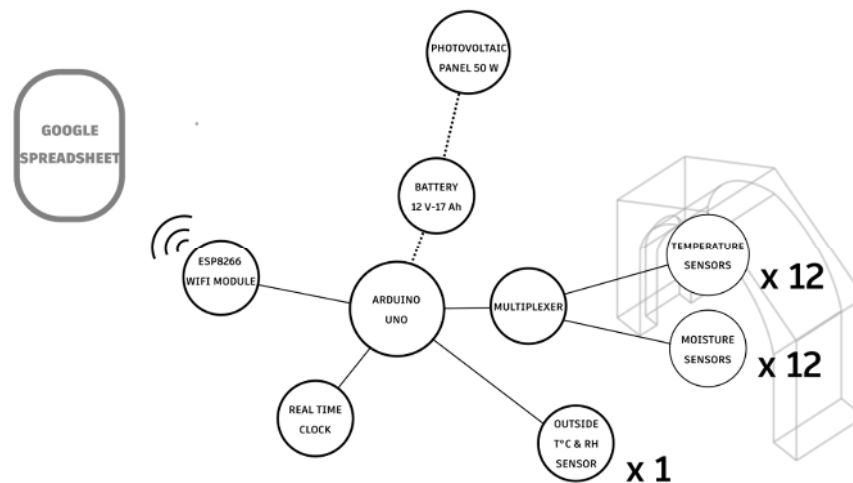 PHOTOVOLTAIC
PANEL 50 W
GOOGLE
SPREADSHEET
BATTERY
12 V-17 Ah
ESP8266
WIFI MODULE
ARDUINO
UNO
MULTIPLEXER
TEMPERATURE
SENSORS
x 12
MOISTURE
SENSORS
x 12
REAL TIME
CLOCK
OUTSIDE
T°C & RH
SENSOR
x 1